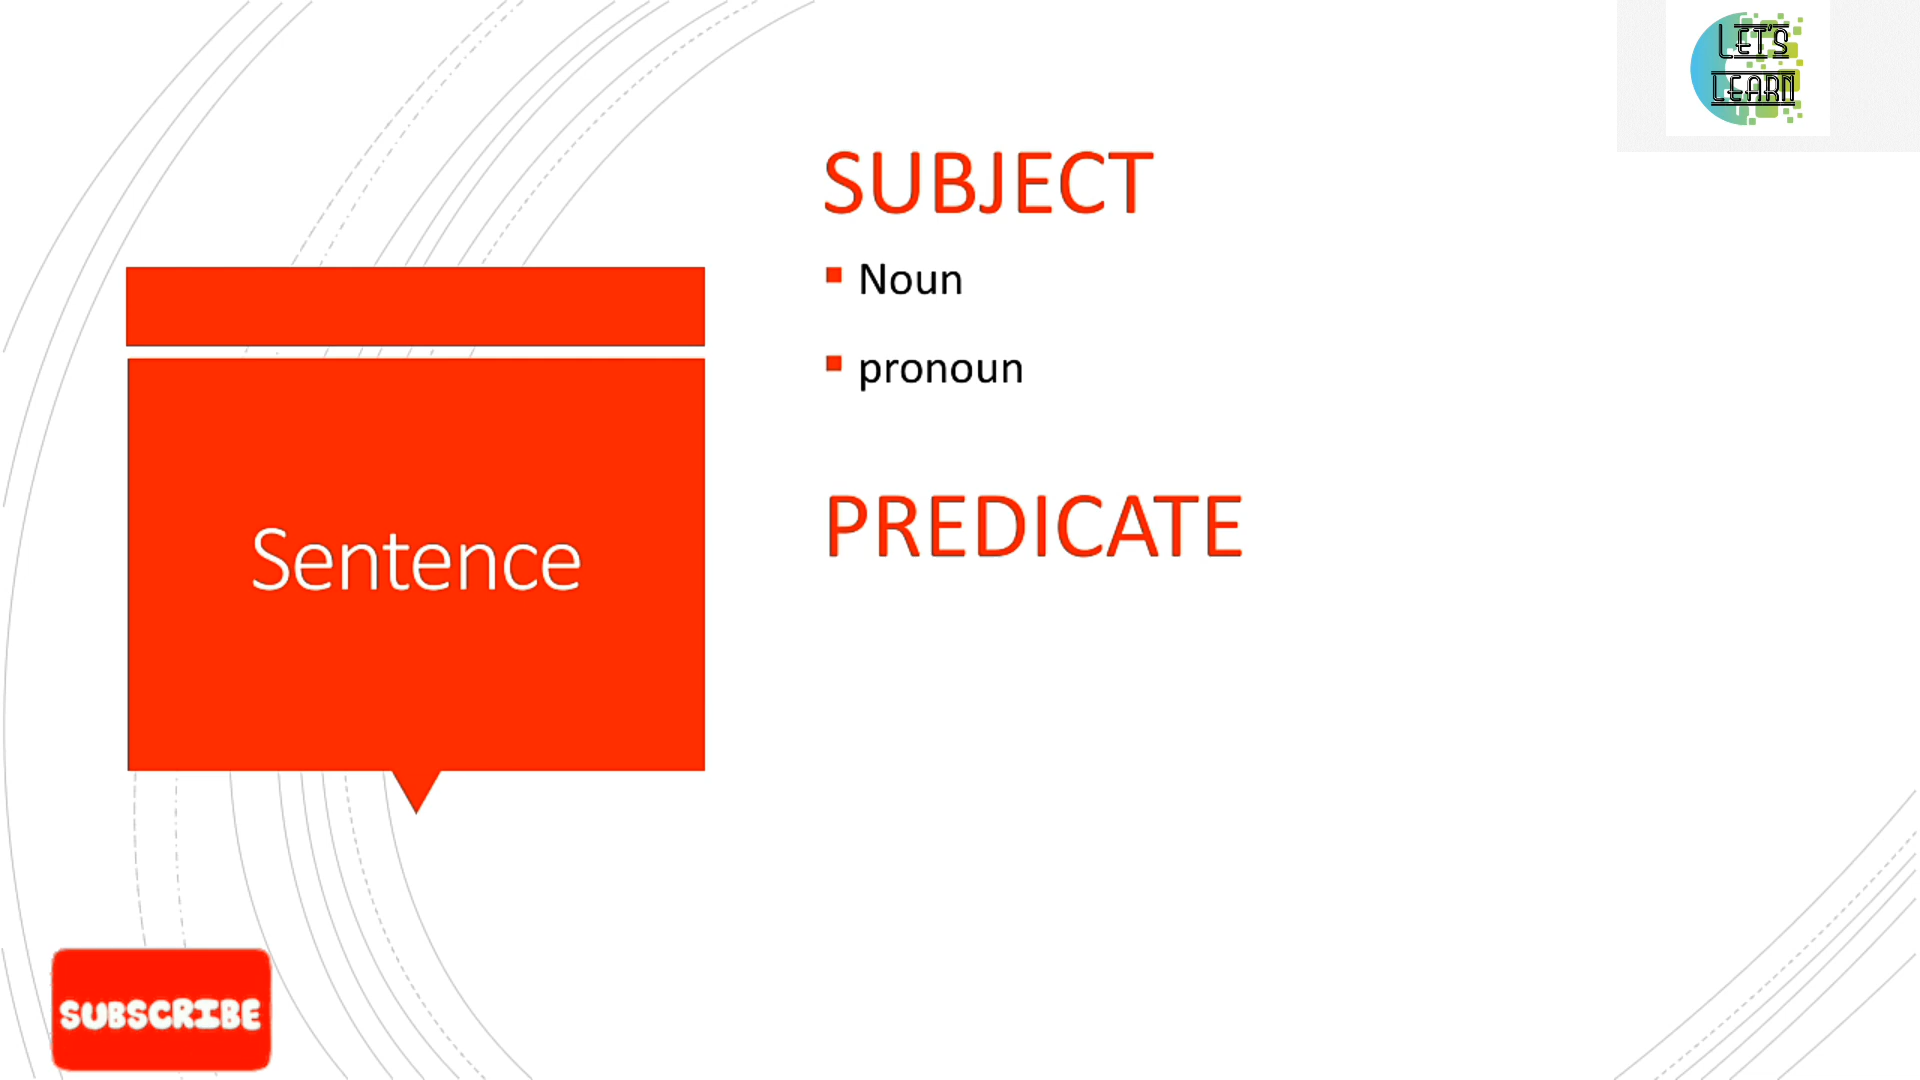 LET'S
LEARN
SUBJECT
Noun
pronoun
Sentence
PREDICATE
SUBSCRIBE